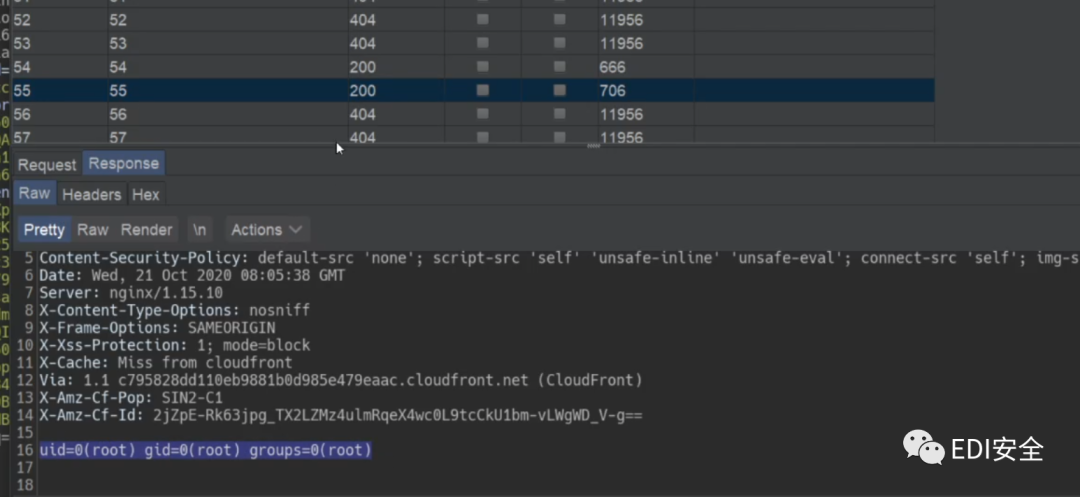 52 52 404 11956
53 53 404 11956
54 54 200 666
55 55 200 706
56 56 404 11956
57 57 404 11956
Request Response
Raw Headers Hex
Pretty Raw Render \n Actions
5 Content-Security-Policy: default-src 'none'; script-src 'self' 'unsafe-inline' 'unsafe-eval'; connect-src 'self'; img-s
6 Date: Wed, 21 Oct 2020 08:05:38 GMT
7 Server: nginx/1.15.10
8 X-Content-Type-Options: nosniff
9 X-Frame-Options: SAMEORIGIN
10 X-Xss-Protection: 1; mode=block
11 X-Cache: Miss from cloudfront
12 Via: 1.1 c795828dd110eb9881b0d985e479eaac.cloudfront.net (CloudFront)
13 X-Amz-Cf-Pop: SIN2-C1
14 X-Amz-Cf-Id: 2jZpE-Rk63jpg_TX2LZMz4ulmRqeX4wc0L9tcCkU1bm-vLWgWD_V-g==
15
16 uid=0(root) gid=0(root) groups=0(root)
17
18
EDI安全